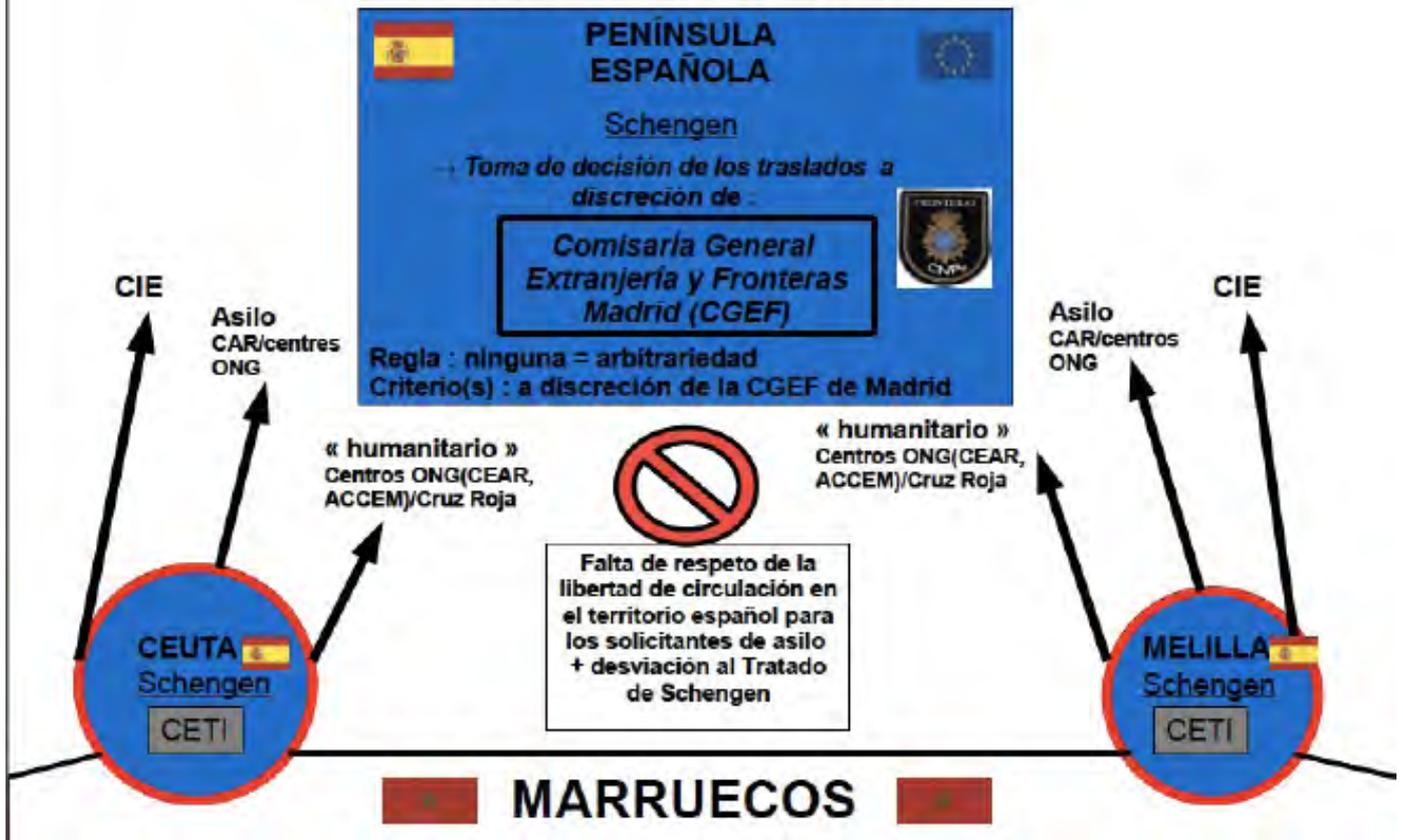 PENÍNSULA
ESPAÑOLA
Schengen
→ Toma de decisión de los traslados a
discreción de :
FRONTERAS
CNP
Comisaría General
Extranjería y Fronteras
Madrid (CGEF)
Regla : ninguna = arbitrariedad
Criterio(s) : a discreción de la CGEF de Madrid
CIE
Asilo
CAR/centres
ONG
« humanitario »
Centros ONG(CEAR,
ACCEM)/Cruz Roja
« humanitario »
Centros ONG(CEAR,
ACCEM)/Cruz Roja
Asilo
CAR/centros
ONG
CIE
Falta de respeto de la
libertad de circulación en
el territorio español para
los solicitantes de asilo
+ desviación al Tratado
de Schengen
CEUTA
Schengen
CETI
MELILLA
Schengen
CETI
MARRUECOS